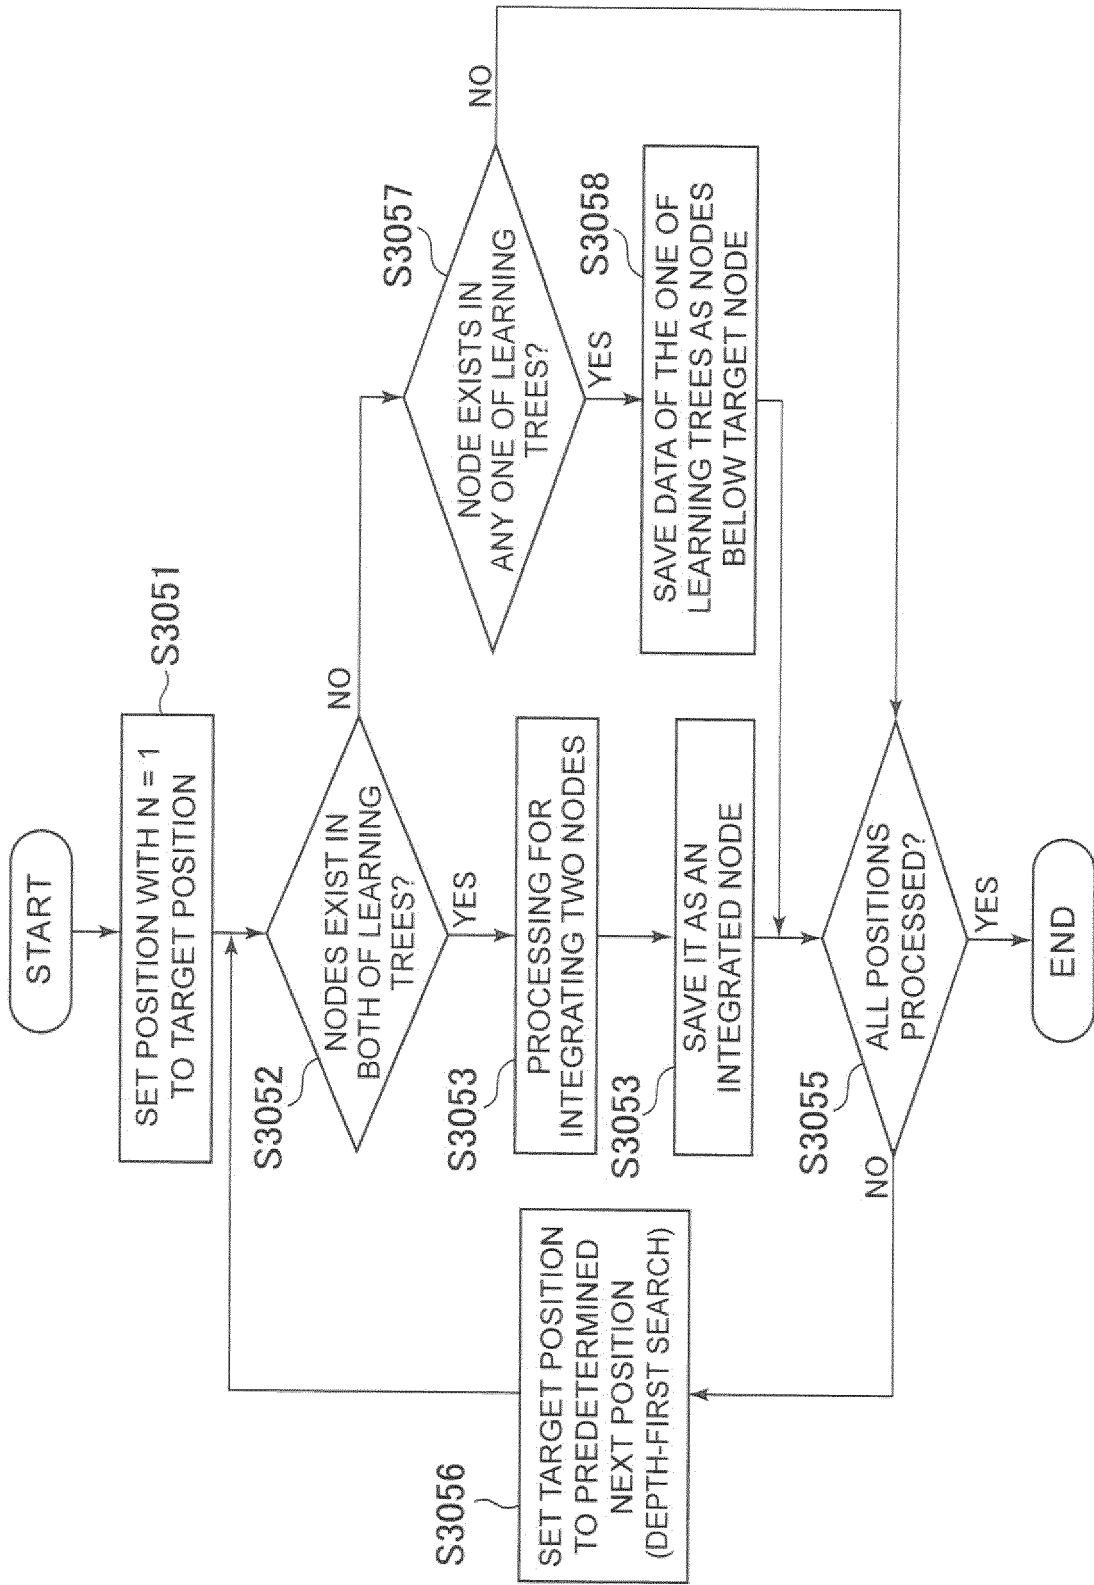 START
S3051
SET POSITION WITH N = 1
TO TARGET POSITION
S3052
NODES EXIST IN
BOTH OF LEARNING
TREES?
NO
YES
S3057
NODE EXISTS IN
ANY ONE OF LEARNING
TREES?
NO
YES
S3053
PROCESSING FOR
INTEGRATING TWO NODES
S3058
SAVE DATA OF THE ONE OF
LEARNING TREES AS NODES
BELOW TARGET NODE
S3053
SAVE IT AS AN
INTEGRATED NODE
S3056
SET TARGET POSITION
TO PREDETERMINED
NEXT POSITION
(DEPTH-FIRST SEARCH)
S3055
ALL POSITIONS
PROCESSED?
NO
YES
END